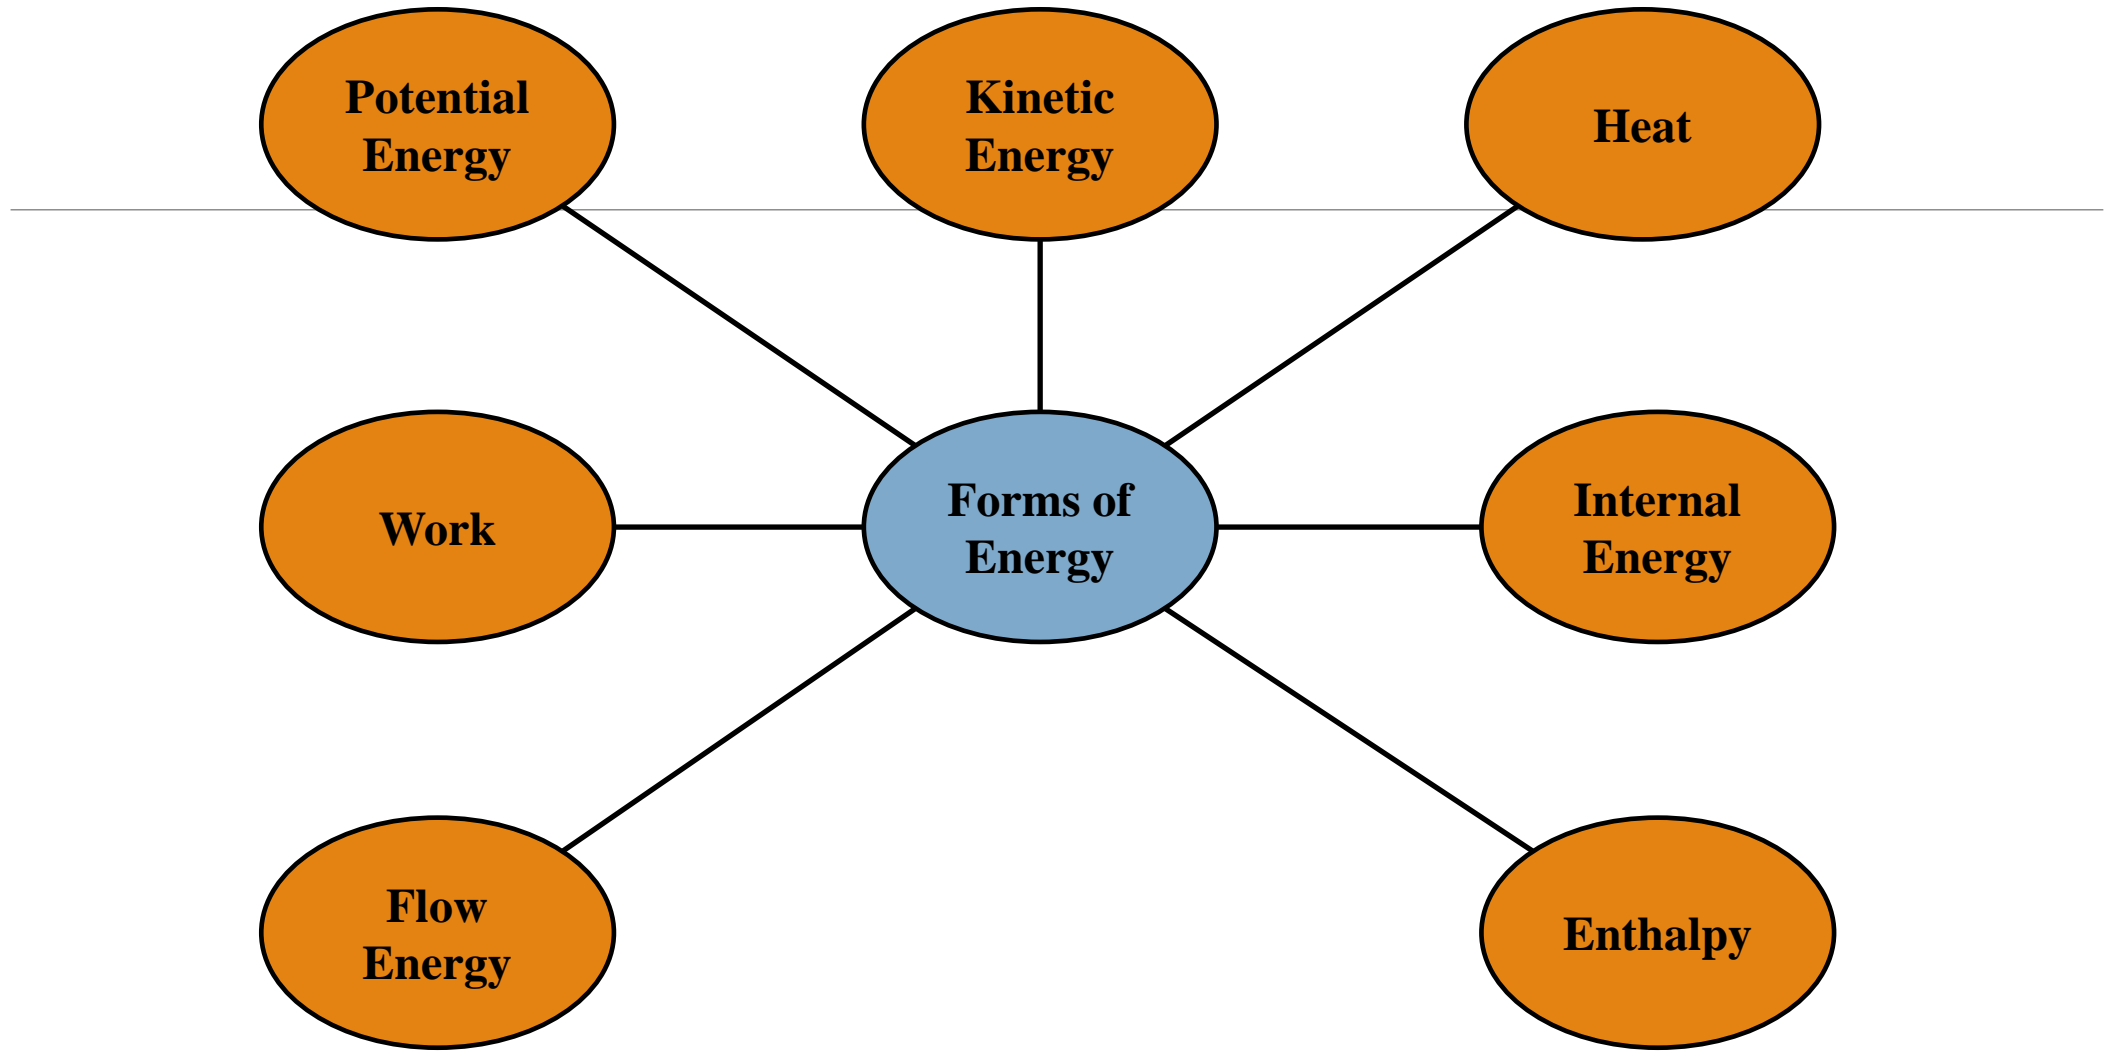 Potential
Energy
Kinetic
Energy
Heat
Work
Forms of
Energy
Internal
Energy
Flow
Energy
Enthalpy